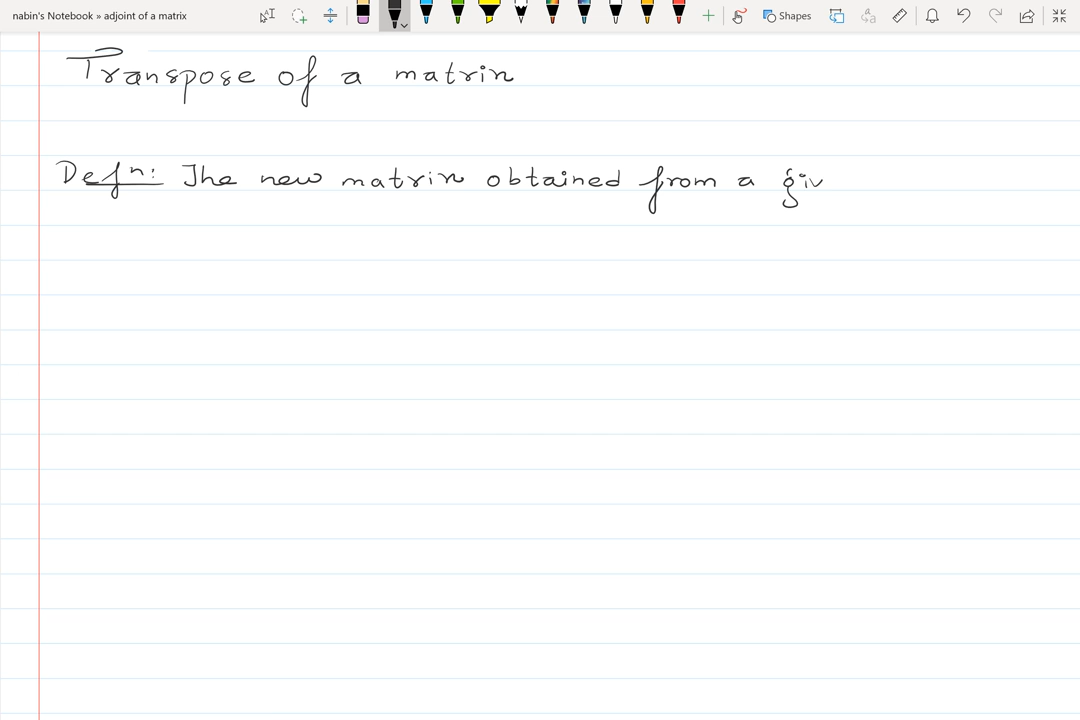 nabin's Notebook » adjoint of a matrix
Shapes
Transpose of a matrix
Defn: The new matrix obtained from a giv